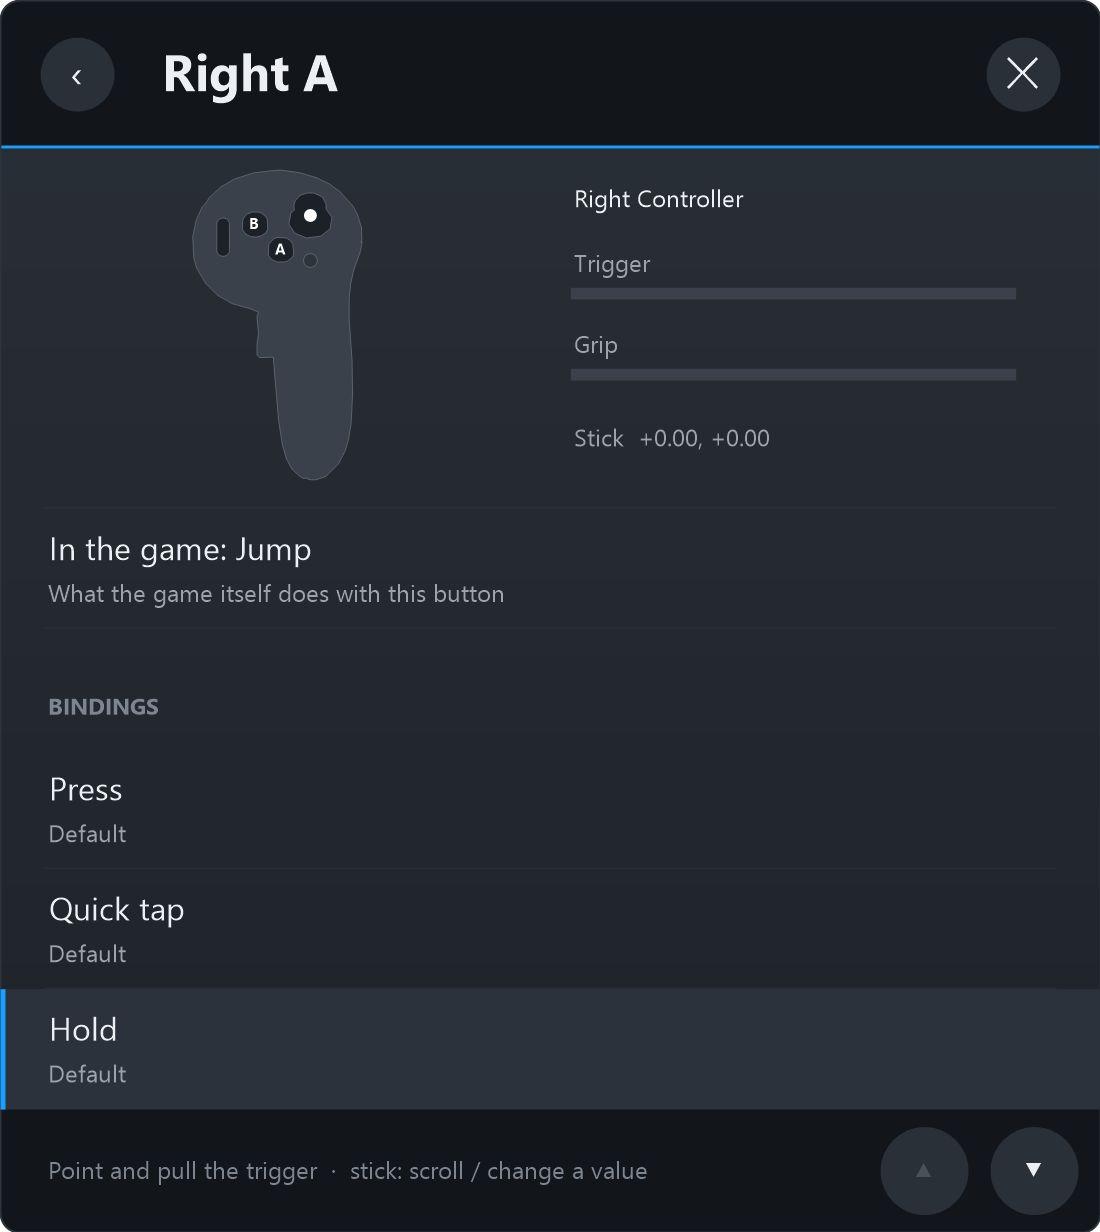 ‹ Right A
B
A
Right Controller
Trigger
Grip
Stick +0.00, +0.00
In the game: Jump
What the game itself does with this button
BINDINGS
Press
Default
Quick tap
Default
Hold
Default
Point and pull the trigger · stick: scroll / change a value ▲ ▼